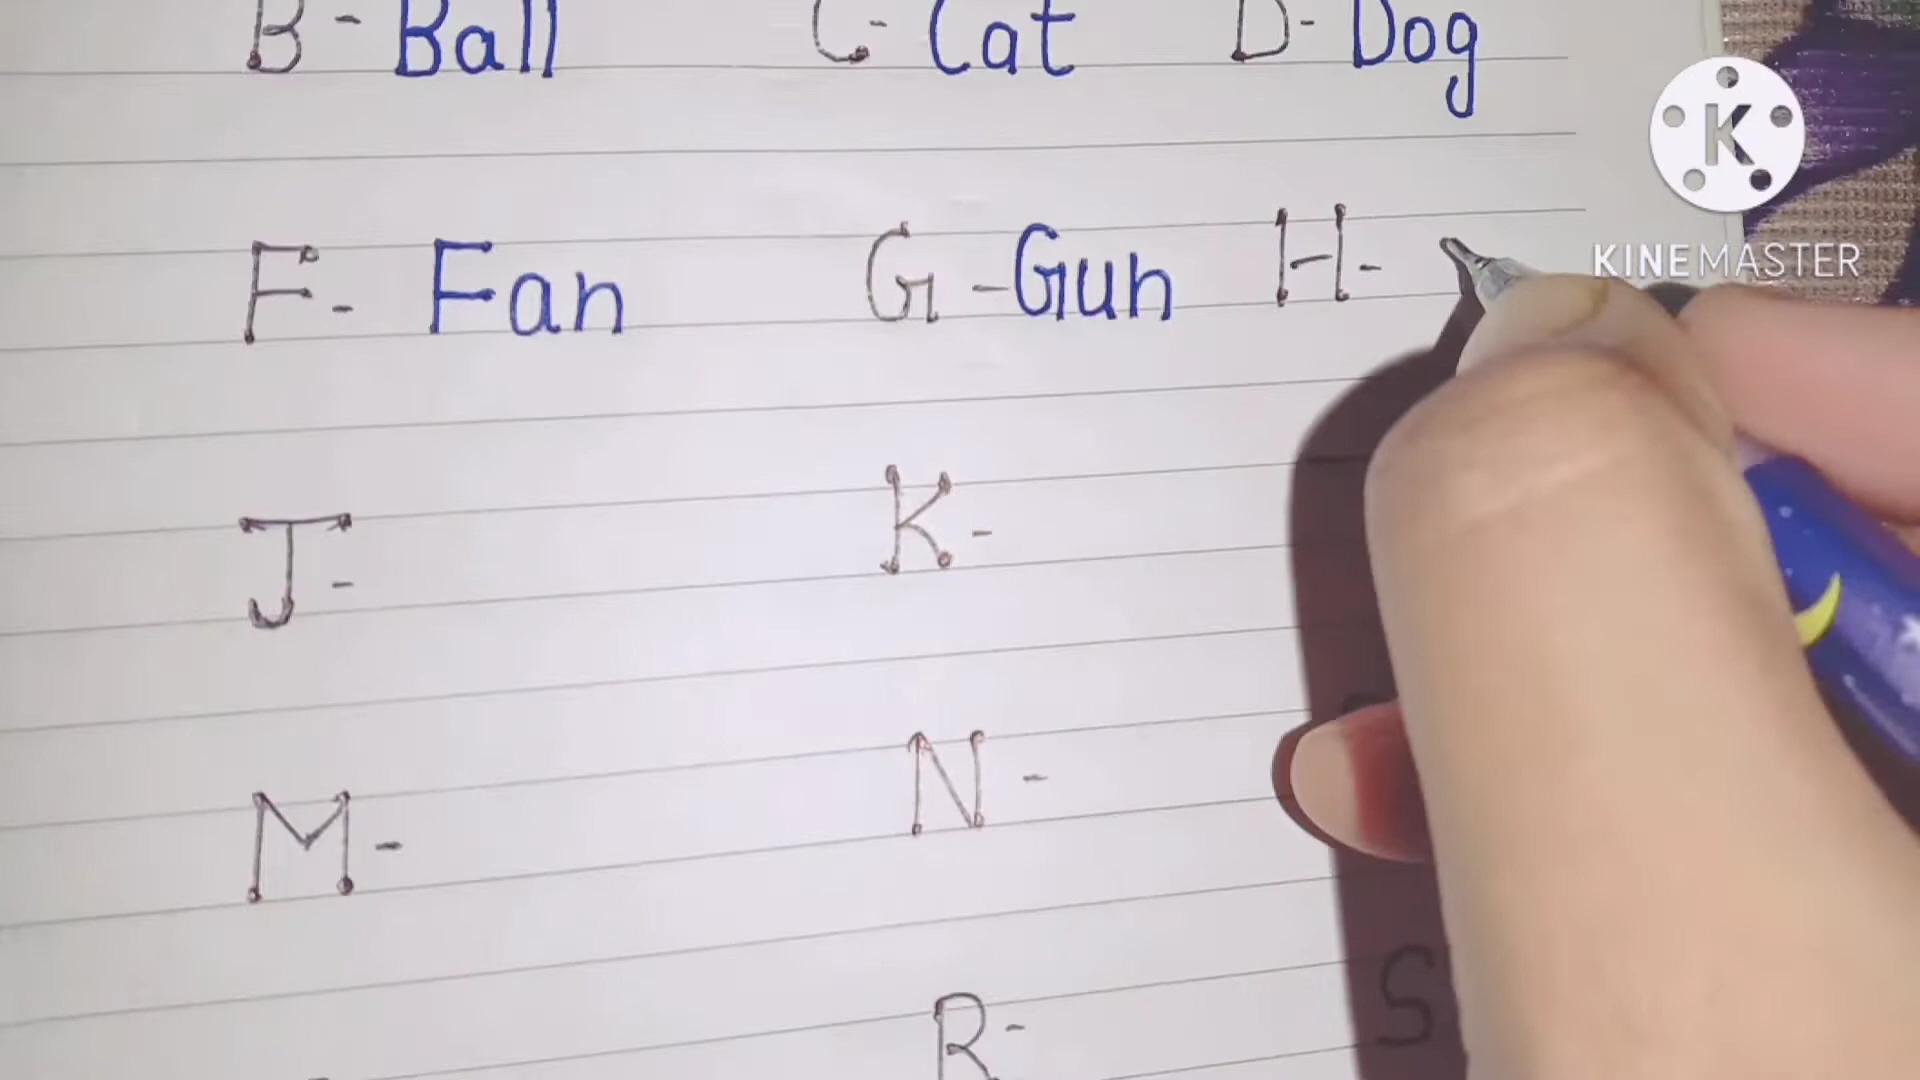 B - Ball C - Cat D - Dog
F - Fan G - Gun H -
J - K -
M - N -
R - S
K
KINEMASTER